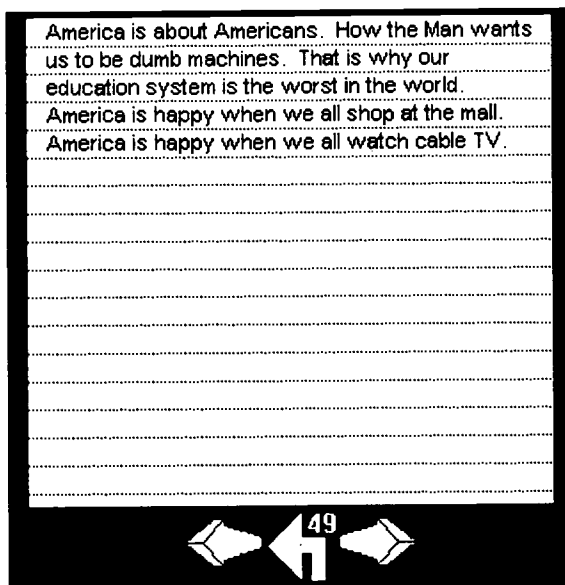 America is about Americans. How the Man wants
us to be dumb machines. That is why our
education system is the worst in the world.
America is happy when we all shop at the mall.
America is happy when we all watch cable TV.
49